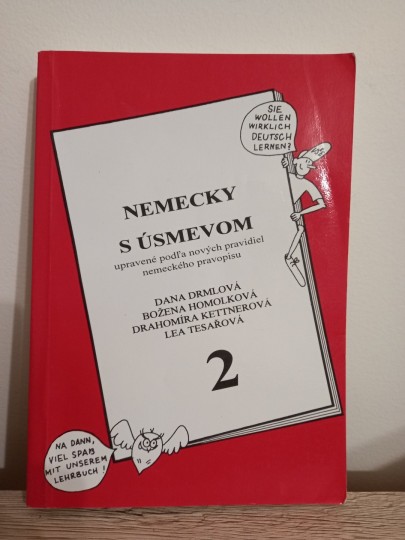 SIE
WOLLEN
WIRKLICH
DEUTSCH
LERNEN?
NEMECKY
S ÚSMEVOM
upravené podľa nových pravidiel
nemeckého pravopisu
DANA DRMLOVÁ
BOŽENA HOMOLKOVÁ
DRAHOMÍRA KETTNEROVÁ
LEA TESAŘOVÁ
2
NA DANN,
VIEL SPAẞ
MIT UNSEREM
LEHRBUCH!